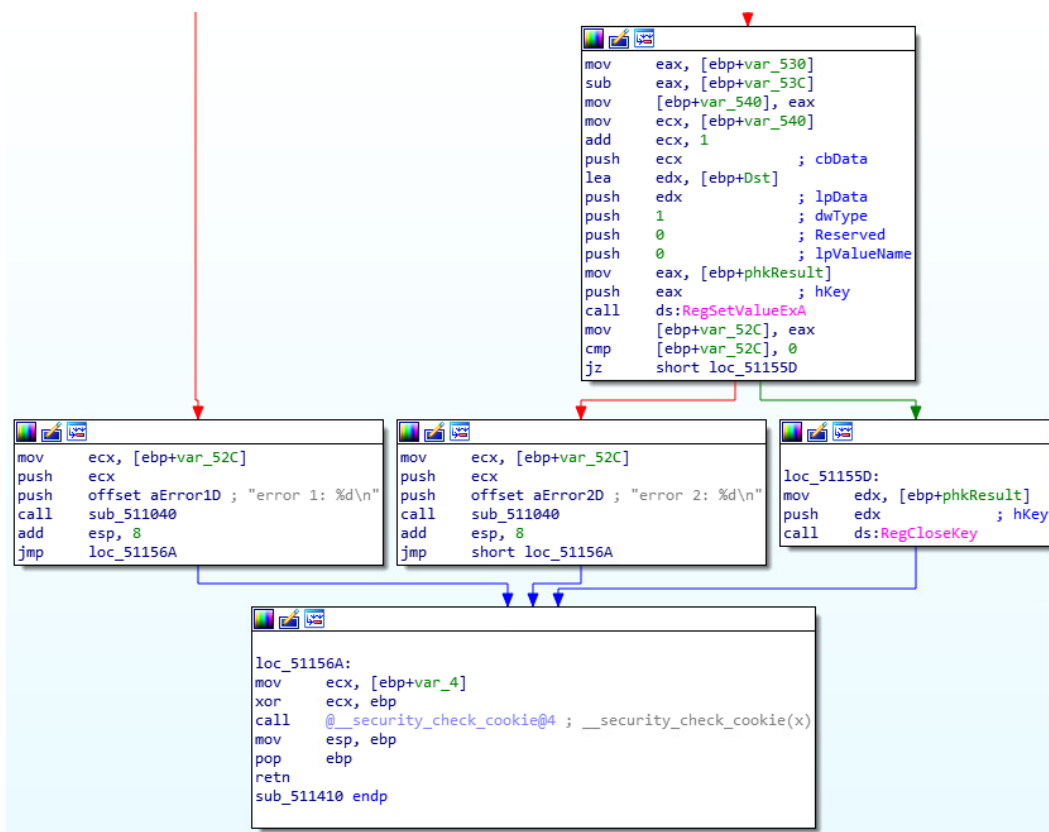 mov eax, [ebp+var_530]
sub eax, [ebp+var_53C]
mov [ebp+var_540], eax
mov ecx, [ebp+var_540]
add ecx, 1
push ecx ; cbData
lea edx, [ebp+Dst]
push edx ; lpData
push 1 ; dwType
push 0 ; Reserved
push 0 ; lpValueName
mov eax, [ebp+phkResult]
push eax ; hKey
call ds:RegSetValueExA
mov [ebp+var_52C], eax
cmp [ebp+var_52C], 0
jz short loc_51155D
mov ecx, [ebp+var_52C]
push ecx
push offset aError1D ; "error 1: %d\n"
call sub_511040
add esp, 8
jmp loc_51156A
mov ecx, [ebp+var_52C]
push ecx
push offset aError2D ; "error 2: %d\n"
call sub_511040
add esp, 8
jmp short loc_51156A
loc_51155D:
mov edx, [ebp+phkResult]
push edx ; hKey
call ds:RegCloseKey
loc_51156A:
mov ecx, [ebp+var_4]
xor ecx, ebp
call @__security_check_cookie@4 ; __security_check_cookie(x)
mov esp, ebp
pop ebp
retn
sub_511410 endp